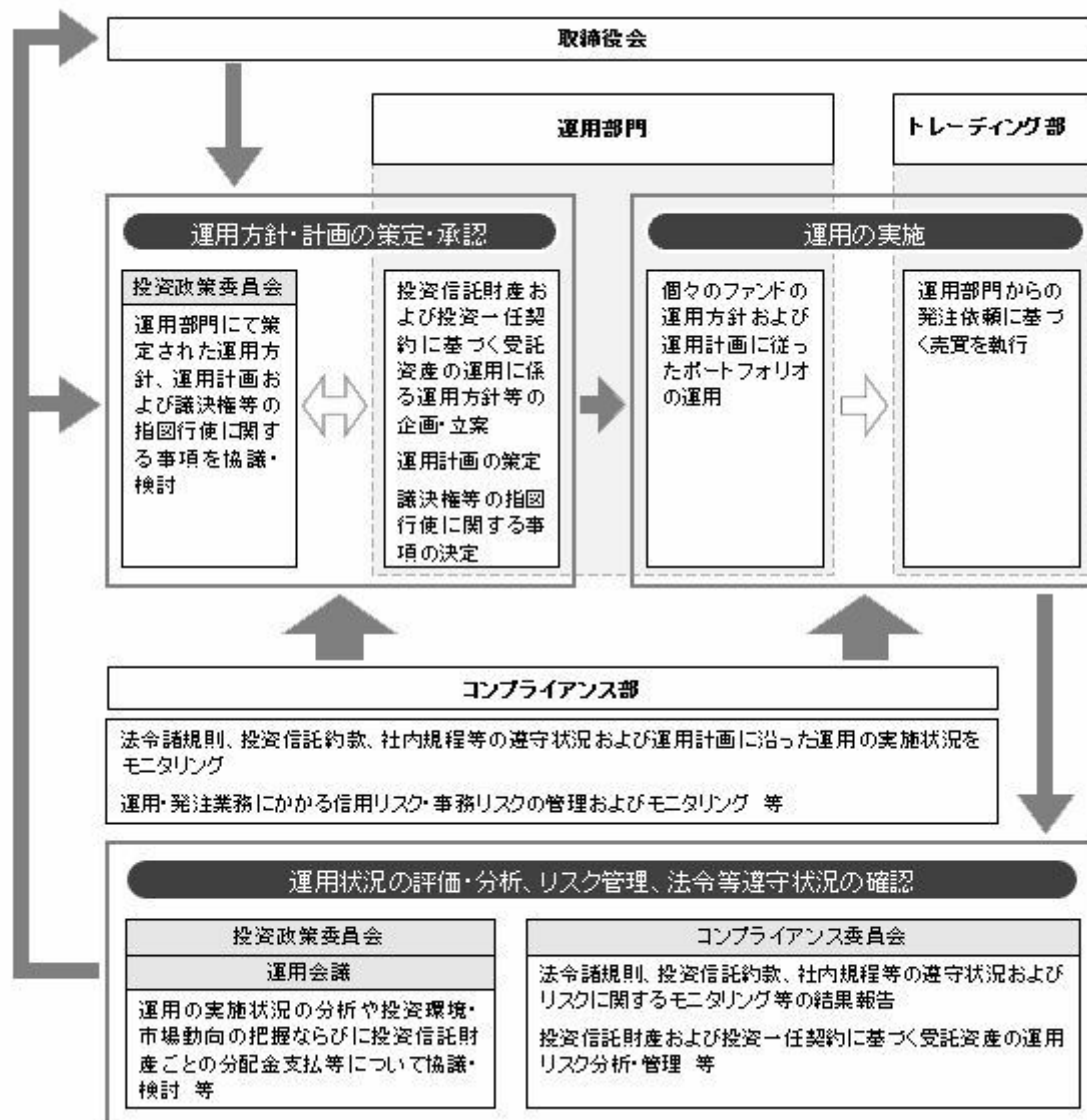 取締役会
運用部門
トレーディング部
運用方針・計画の策定・承認
投資政策委員会
運用部門にて策
定された運用方
針、運用計画お
よび議決権等の
指図行使に関す
る事項を協議・
検討
投資信託財産お
よび投資一任契
約に基づく受託
資産の運用に係
る運用方針等の
企画・立案
運用計画の策定
議決権等の指図
行使に関する事
項の決定
運用の実施
個々のファンドの
運用方針および
運用計画に従っ
たポートフォリオ
の運用
運用部門からの
発注依頼に基づ
く売買を執行
コンプライアンス部
法令諸規則、投資信託約款、社内規程等の遵守状況および運用計画に沿った運用の実施状況を
モニタリング
運用・発注業務にかかる信用リスク・事務リスクの管理およびモニタリング 等
運用状況の評価・分析、リスク管理、法令等遵守状況の確認
投資政策委員会
運用会議
運用の実施状況の分析や投資環境・
市場動向の把握ならびに投資信託財
産ごとの分配金支払等について協議・
検討 等
コンプライアンス委員会
法令諸規則、投資信託約款、社内規程等の遵守状況および
リスクに関するモニタリング等の結果報告
投資信託財産および投資一任契約に基づく受託資産の運用
リスク分析・管理 等